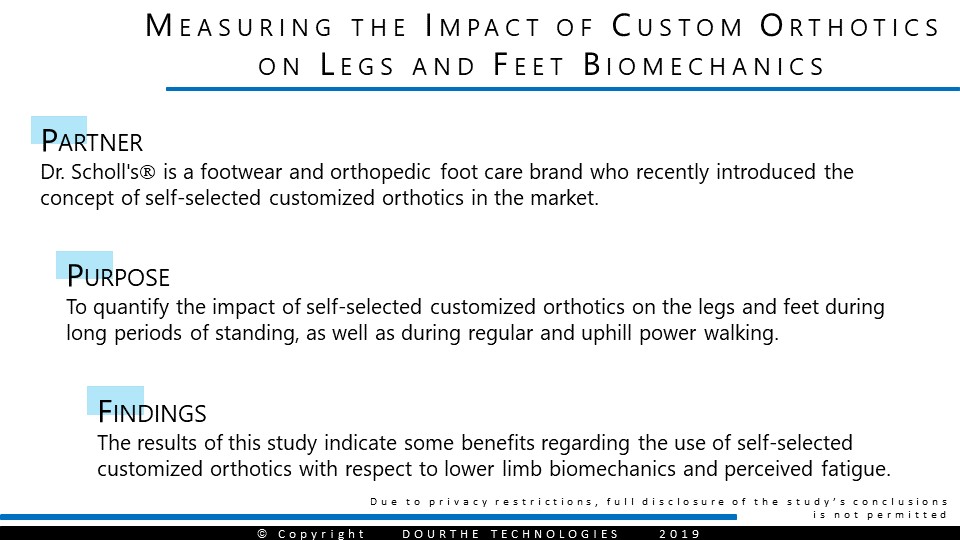 Measuring the Impact of Custom Orthotics
on Legs and Feet Biomechanics
Partner
Dr. Scholl's® is a footwear and orthopedic foot care brand who recently introduced the
concept of self-selected customized orthotics in the market.
Purpose
To quantify the impact of self-selected customized orthotics on the legs and feet during
long periods of standing, as well as during regular and uphill power walking.
Findings
The results of this study indicate some benefits regarding the use of self-selected
customized orthotics with respect to lower limb biomechanics and perceived fatigue.
Due to privacy restrictions, full disclosure of the study's conclusions
is not permitted
© Copyright DOURTHE TECHNOLOGIES 2019